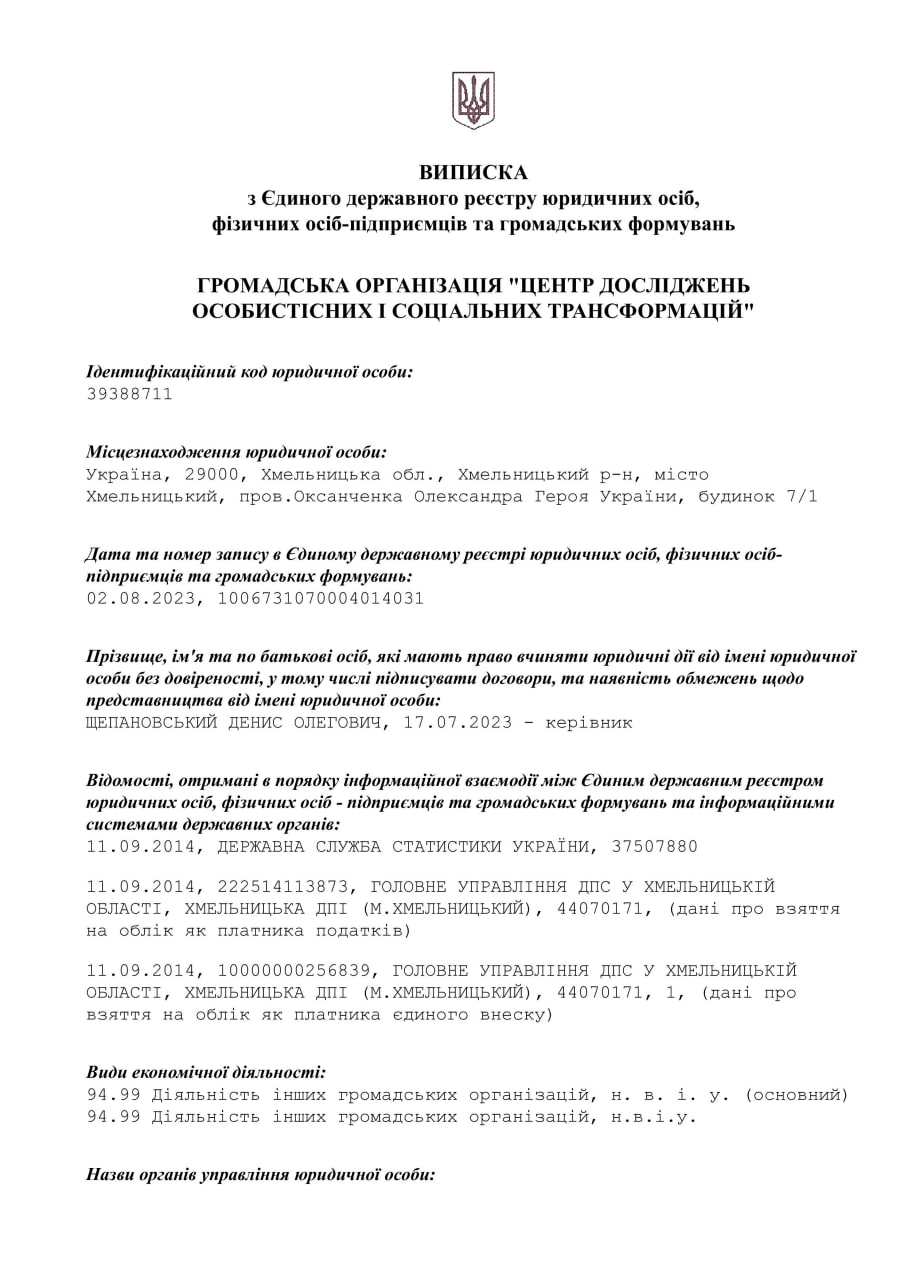 ВИПИСКА
з Єдиного державного реєстру юридичних осіб,
фізичних осіб-підприємців та громадських формувань
ГРОМАДСЬКА ОРГАНІЗАЦІЯ "ЦЕНТР ДОСЛІДЖЕНЬ
ОСОБИСТІСНИХ І СОЦІАЛЬНИХ ТРАНСФОРМАЦІЙ"
Ідентифікаційний код юридичної особи:
39388711
Місцезнаходження юридичної особи:
Україна, 29000, Хмельницька обл., Хмельницький р-н, місто
Хмельницький, пров.Оксанченка Олександра Героя України, будинок 7/1
Дата та номер запису в Єдиному державному реєстрі юридичних осіб, фізичних осіб-
підприємців та громадських формувань:
02.08.2023, 1006731070004014031
Прізвище, ім'я та по батькові осіб, які мають право вчиняти юридичні дії від імені юридичної
особи без довіреності, у тому числі підписувати договори, та наявність обмежень щодо
представництва від імені юридичної особи:
ЩЕПАНОВСЬКИЙ ДЕНИС ОЛЕГОВИЧ, 17.07.2023 - керівник
Відомості, отримані в порядку інформаційної взаємодії між Єдиним державним реєстром
юридичних осіб, фізичних осіб - підприємців та громадських формувань та інформаційними
системами державних органів:
11.09.2014, ДЕРЖАВНА СЛУЖБА СТАТИСТИКИ УКРАЇНИ, 37507880
11.09.2014, 222514113873, ГОЛОВНЕ УПРАВЛІННЯ ДПС У ХМЕЛЬНИЦЬКІЙ
ОБЛАСТІ, ХМЕЛЬНИЦЬКА ДПІ (М.ХМЕЛЬНИЦЬКИЙ), 44070171, (дані про взяття
на облік як платника податків)
11.09.2014, 10000000256839, ГОЛОВНЕ УПРАВЛІННЯ ДПС У ХМЕЛЬНИЦЬКІЙ
ОБЛАСТІ, ХМЕЛЬНИЦЬКА ДПІ (М.ХМЕЛЬНИЦЬКИЙ), 44070171, 1, (дані про
взяття на облік як платника єдиного внеску)
Види економічної діяльності:
94.99 Діяльність інших громадських організацій, н. в. і. у. (основний)
94.99 Діяльність інших громадських організацій, н.в.і.у.
Назви органів управління юридичної особи: